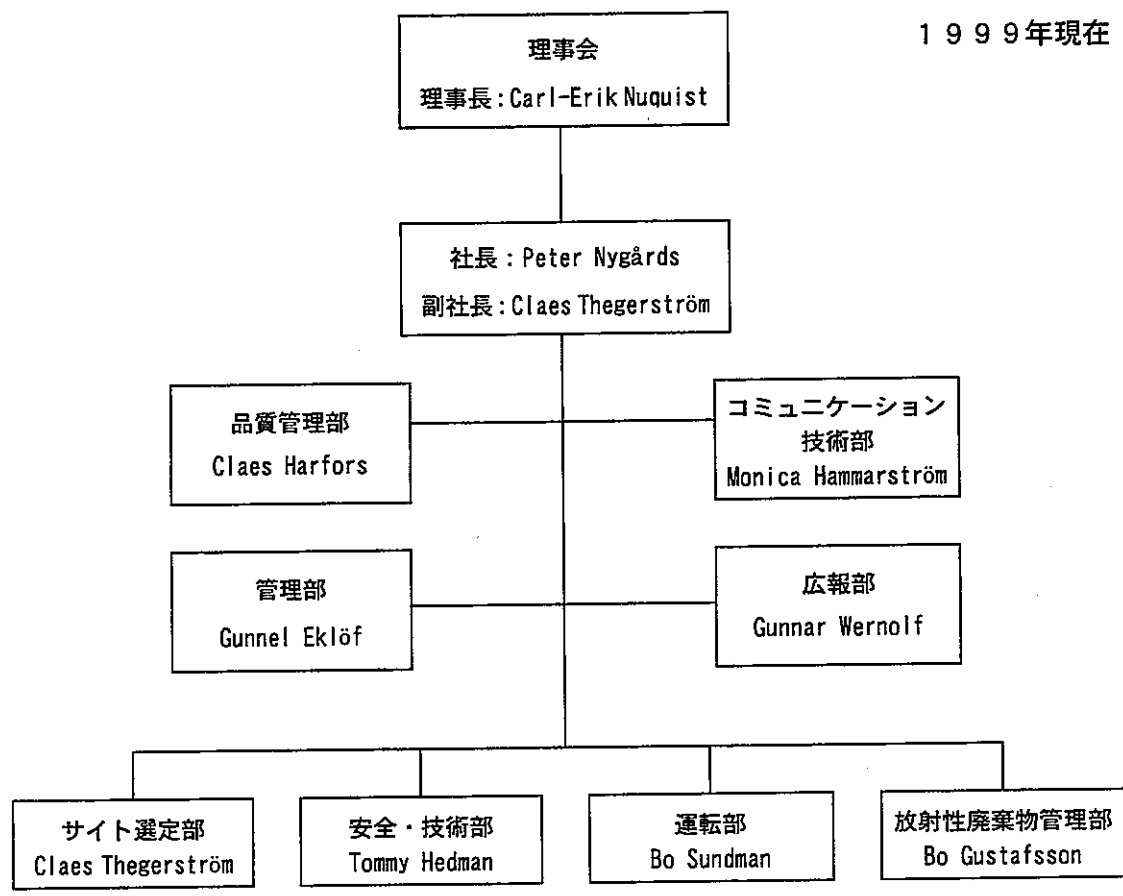 1999年現在
理事会
理事長:Carl-Erik Nuquist
社長:Peter Nygårds
副社長:Claes Thegerström
品質管理部
Claes Harfors
コミュニケーション
技術部
Monica Hammarström
管理部
Gunnel Eklöf
広報部
Gunnar Wernolf
サイト選定部
Claes Thegerström
安全・技術部
Tommy Hedman
運転部
Bo Sundman
放射性廃棄物管理部
Bo Gustafsson